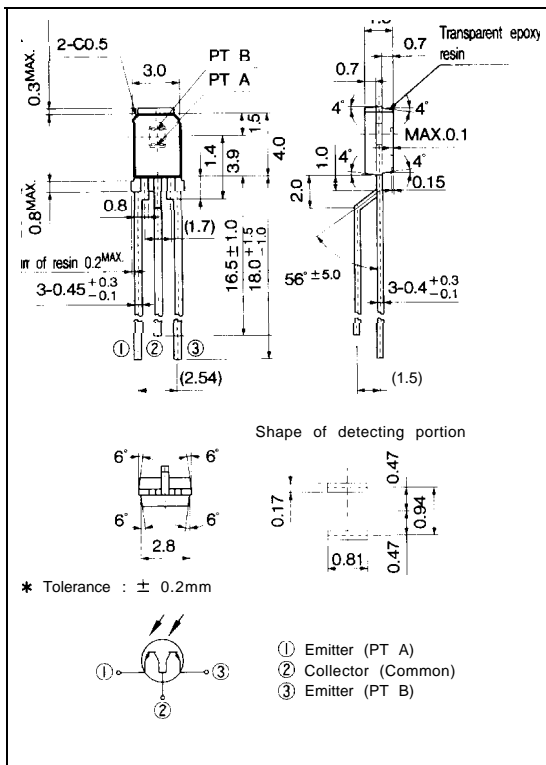 Transparent epoxy
resin
2-C0.5
PT B
PT A
3.0
0.7
0.7
0.3MAX.
4°
4°
MAX.0.1
1.5
4.0
1.4
3.9
4°
4°
1.0
2.0
0.15
0.8MAX.
0.8
(1.7)
of resin 0.2MAX.
3-0.45 +0.3 -0.1
16.5 ± 1.0
18.0 +1.5 -1.0
56° ±5.0
3-0.4 +0.3 -0.1
① ② ③
(2.54)
(1.5)
Shape of detecting portion
6°
6°
6°
6°
2.8
0.17
0.47
0.94
0.47
0.81
* Tolerance : ± 0.2mm
①
③
②
① Emitter (PT A)
② Collector (Common)
③ Emitter (PT B)